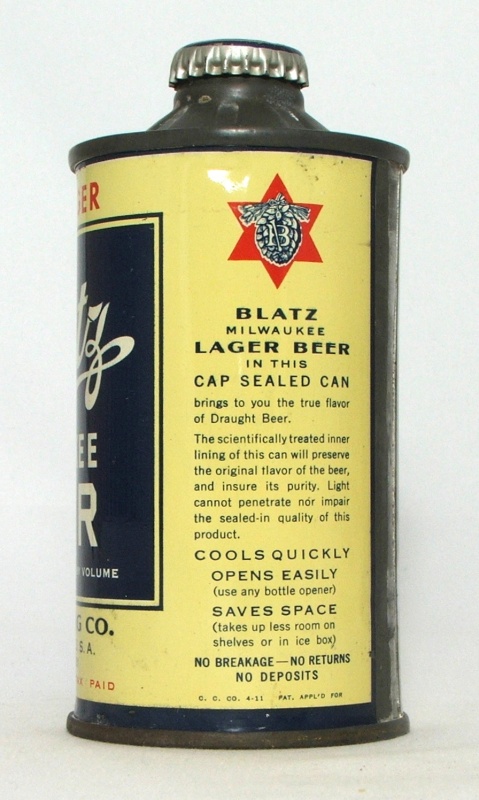 GER
tz
EE
R
VOLUME
G CO.
S.A.
PAID
B
BLATZ
MILWAUKEE
LAGER BEER
IN THIS
CAP SEALED CAN
brings to you the true flavor
of Draught Beer.
The scientifically treated inner
lining of this can will preserve
the original flavor of the beer,
and insure its purity. Light
cannot penetrate nor impair
the sealed-in quality of this
product.
COOLS QUICKLY
OPENS EASILY
(use any bottle opener)
SAVES SPACE
(takes up less room on
shelves or in ice box)
NO BREAKAGE—NO RETURNS
NO DEPOSITS
C. C. CO. 4-11 PAT. APPL'D FOR